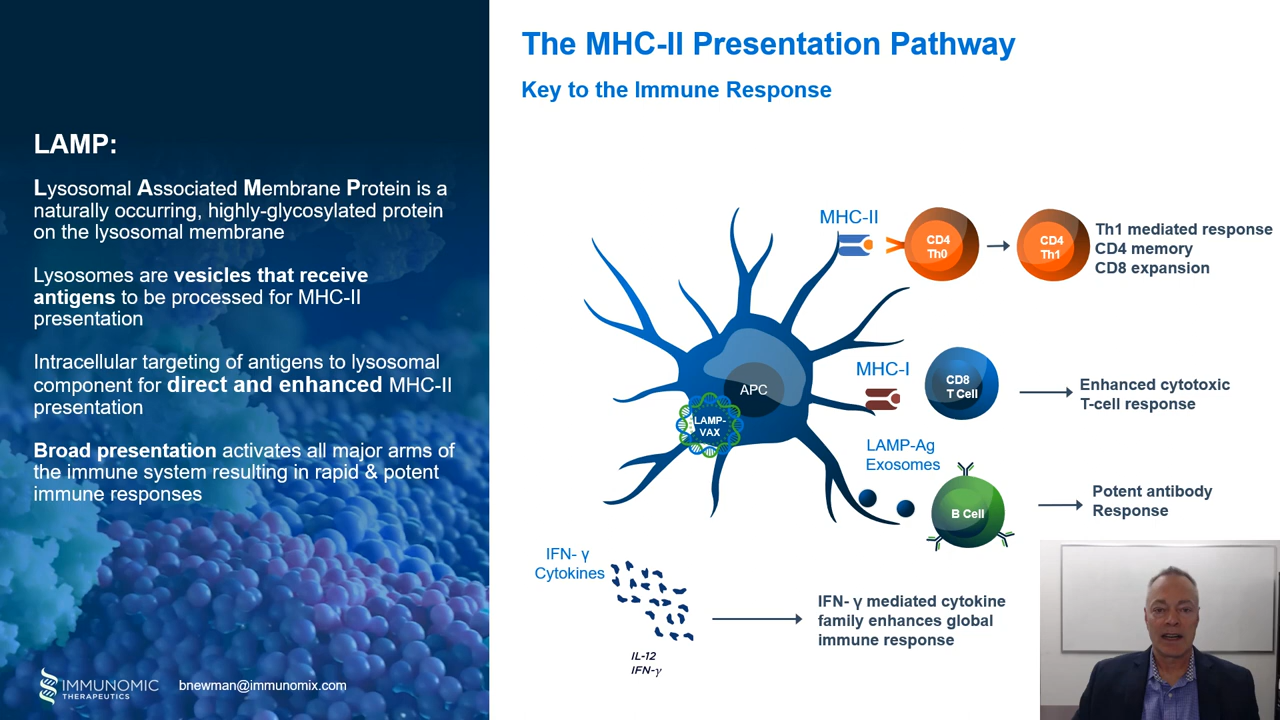 LAMP:
Lysosomal Associated Membrane Protein is a
naturally occurring, highly-glycosylated protein
on the lysosomal membrane
Lysosomes are vesicles that receive
antigens to be processed for MHC-II
presentation
Intracellular targeting of antigens to lysosomal
component for direct and enhanced MHC-II
presentation
Broad presentation activates all major arms of
the immune system resulting in rapid & potent
immune responses
IMMUNOMIC
THERAPEUTICS
bnewman@immunomix.com
The MHC-II Presentation Pathway
Key to the Immune Response
MHC-II
CD4
Th0
CD4
Th1
Th1 mediated response
CD4 memory
CD8 expansion
APC
LAMP-
VAX
MHC-I
CD8
T Cell
Enhanced cytotoxic
T-cell response
LAMP-Ag
Exosomes
B Cell
Potent antibody
Response
IFN- γ
Cytokines
IL-12
IFN-γ
IFN- γ mediated cytokine
family enhances global
immune response